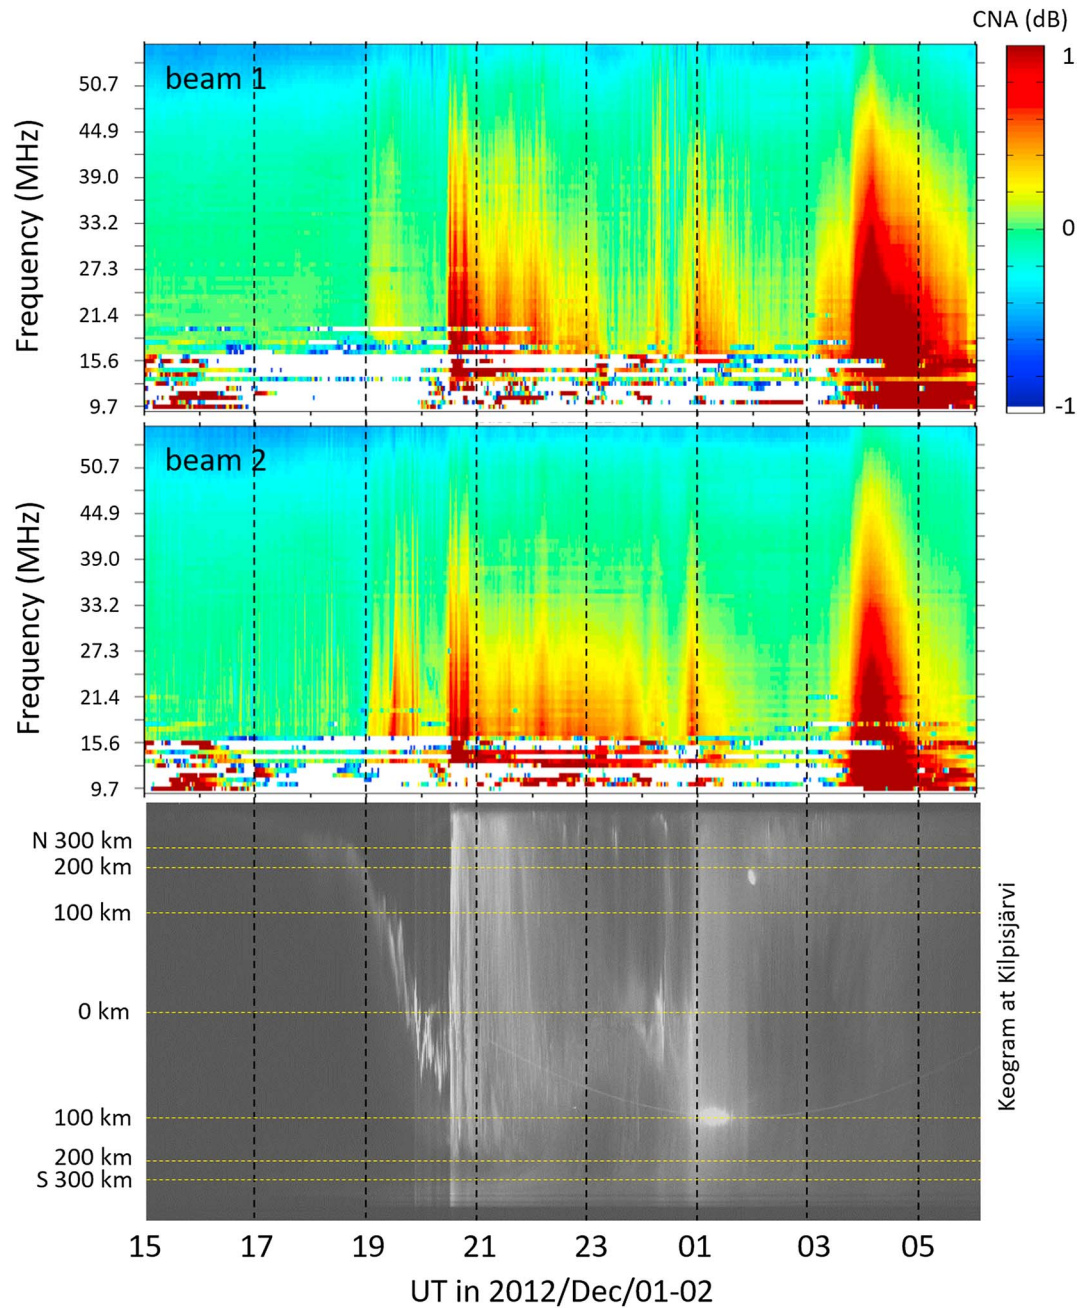 CNA (dB)
beam 1
Frequency (MHz)
50.7
44.9
39.0
33.2
27.3
21.4
15.6
9.7
1
0
-1
beam 2
Frequency (MHz)
50.7
44.9
39.0
33.2
27.3
21.4
15.6
9.7
N 300 km
200 km
100 km
0 km
100 km
200 km
S 300 km
Keogram at Kilpisjärvi
15 17 19 21 23 01 03 05
UT in 2012/Dec/01-02